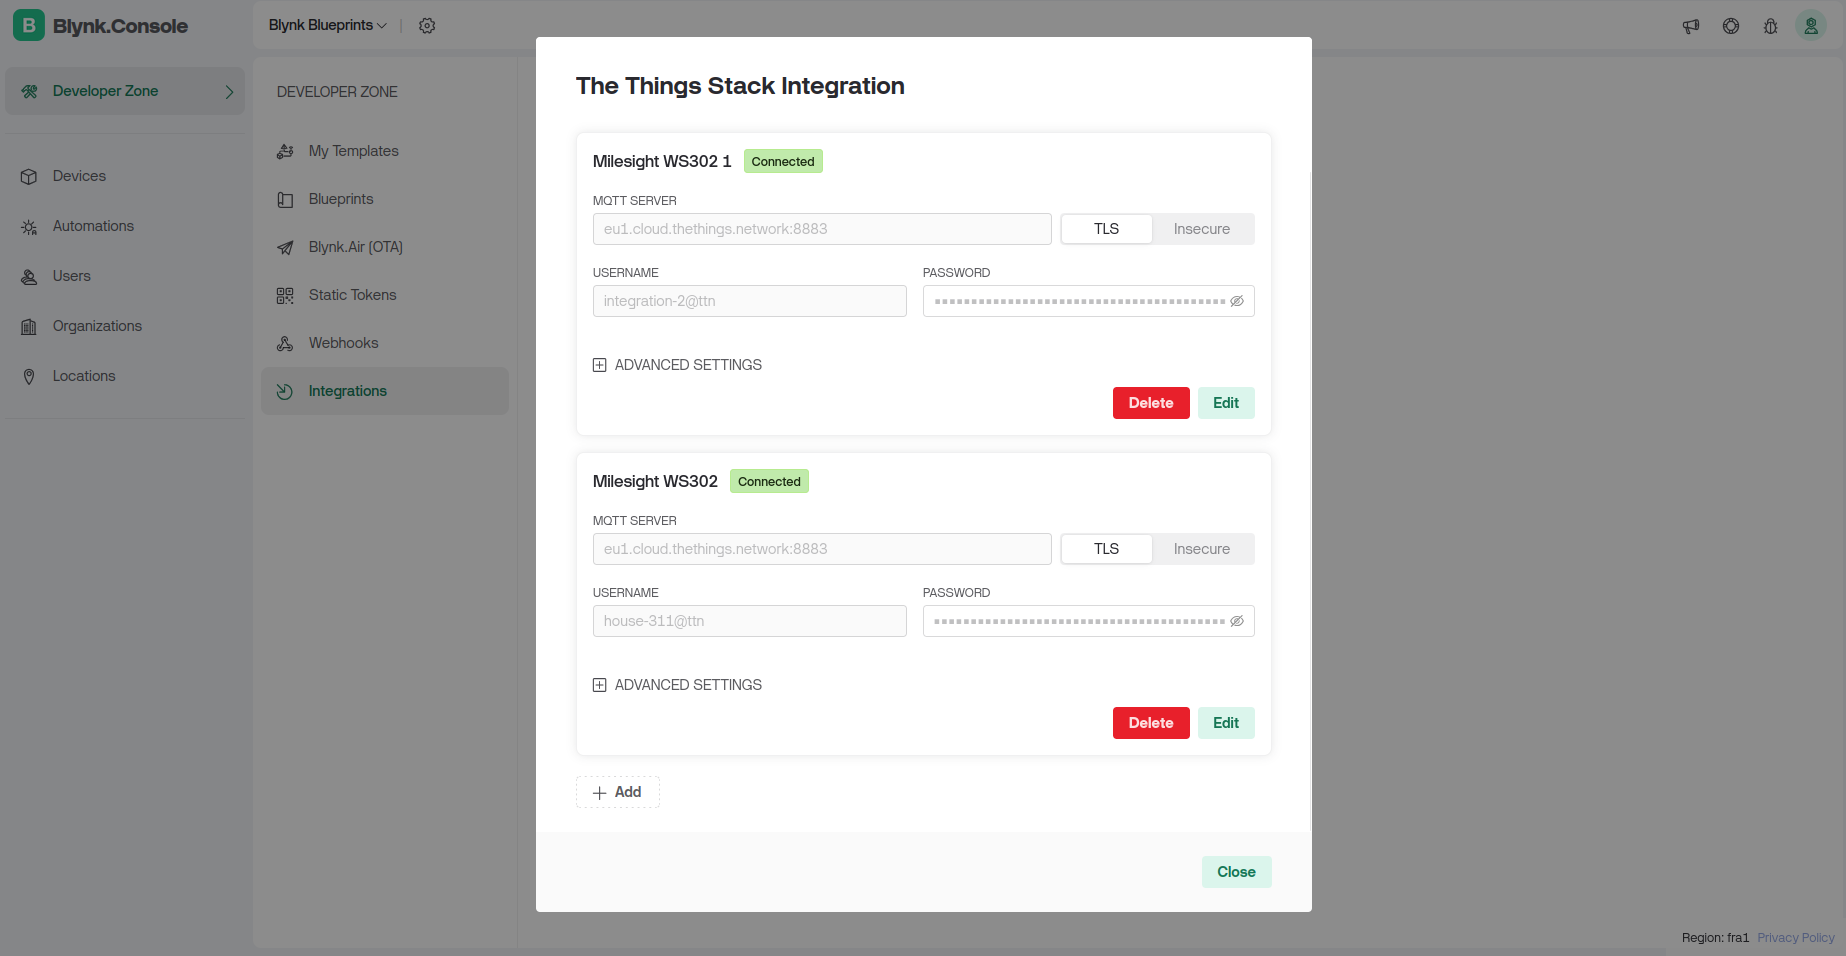 B Blynk.Console
Blynk Blueprints
Developer Zone
Devices
Automations
Users
Organizations
Locations
DEVELOPER ZONE
My Templates
Blueprints
Blynk.Air (OTA)
Static Tokens
Webhooks
Integrations
The Things Stack Integration
Milesight WS302 1 Connected
MQTT SERVER
eu1.cloud.thethings.network:8883 TLS Insecure
USERNAME PASSWORD
integration-2@ttn
ADVANCED SETTINGS
Delete Edit
Milesight WS302 Connected
MQTT SERVER
eu1.cloud.thethings.network:8883 TLS Insecure
USERNAME PASSWORD
house-311@ttn
ADVANCED SETTINGS
Delete Edit
Add
Close
Region: fra1 Privacy Policy